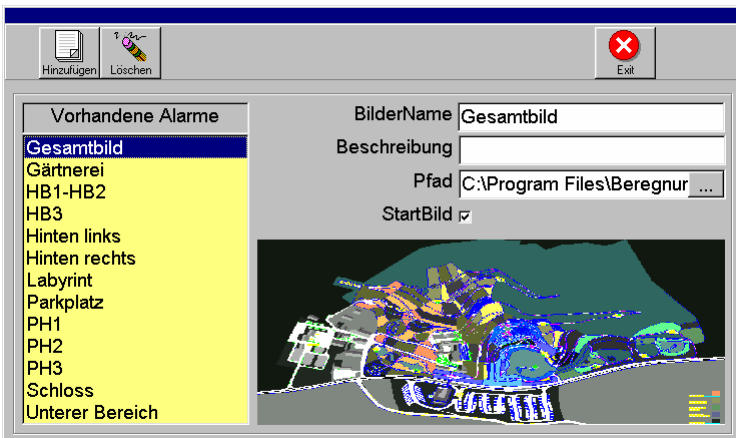 Hinzufügen Löschen Exit
Vorhandene Alarme
Gesamtbild
Gärtnerei
HB1-HB2
HB3
Hinten links
Hinten rechts
Labyrint
Parkplatz
PH1
PH2
PH3
Schloss
Unterer Bereich
BilderName Gesamtbild
Beschreibung
Pfad C:\Program Files\Beregnur ...
StartBild